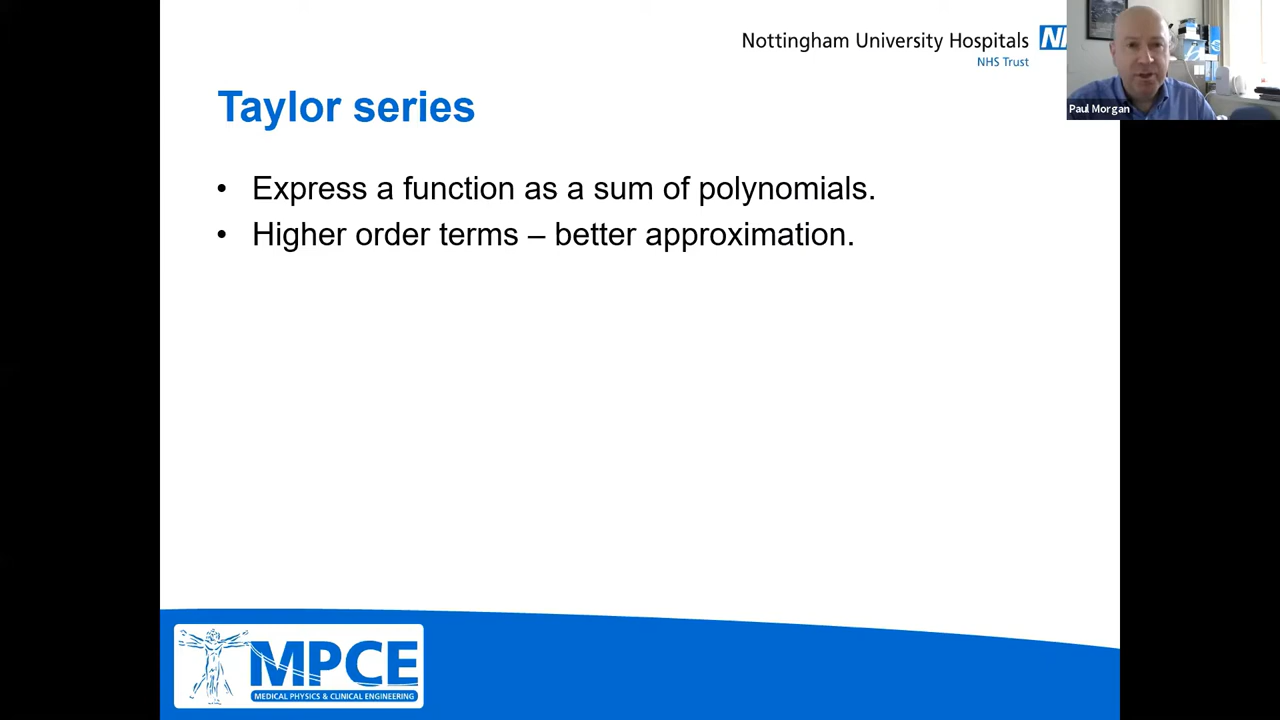 Nottingham University Hospitals
NHS Trust
Paul Morgan
Taylor series
• Express a function as a sum of polynomials.
• Higher order terms – better approximation.
MPCE
MEDICAL PHYSICS & CLINICAL ENGINEERING